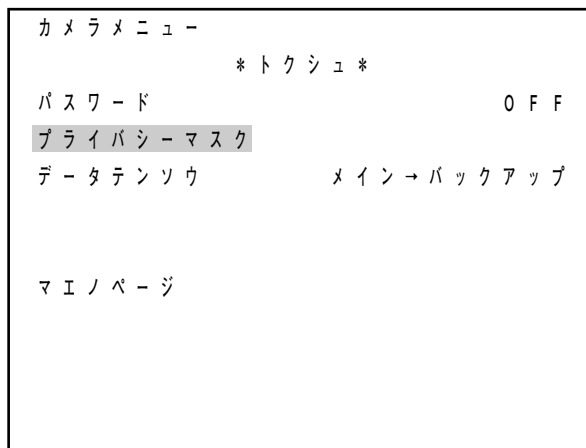 カメラメニュー
*トクシュ*
パスワード OFF
プライバシーマスク
データテンソウ メイン→バックアップ
マエノページ